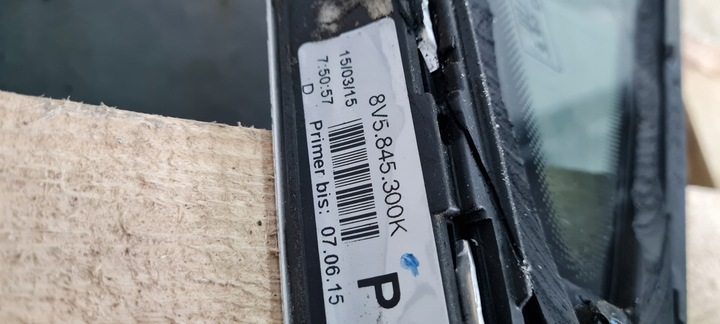 8V5.845.300K
P
15/03/15
7:50:57
D
Primer bis: 07.06.15